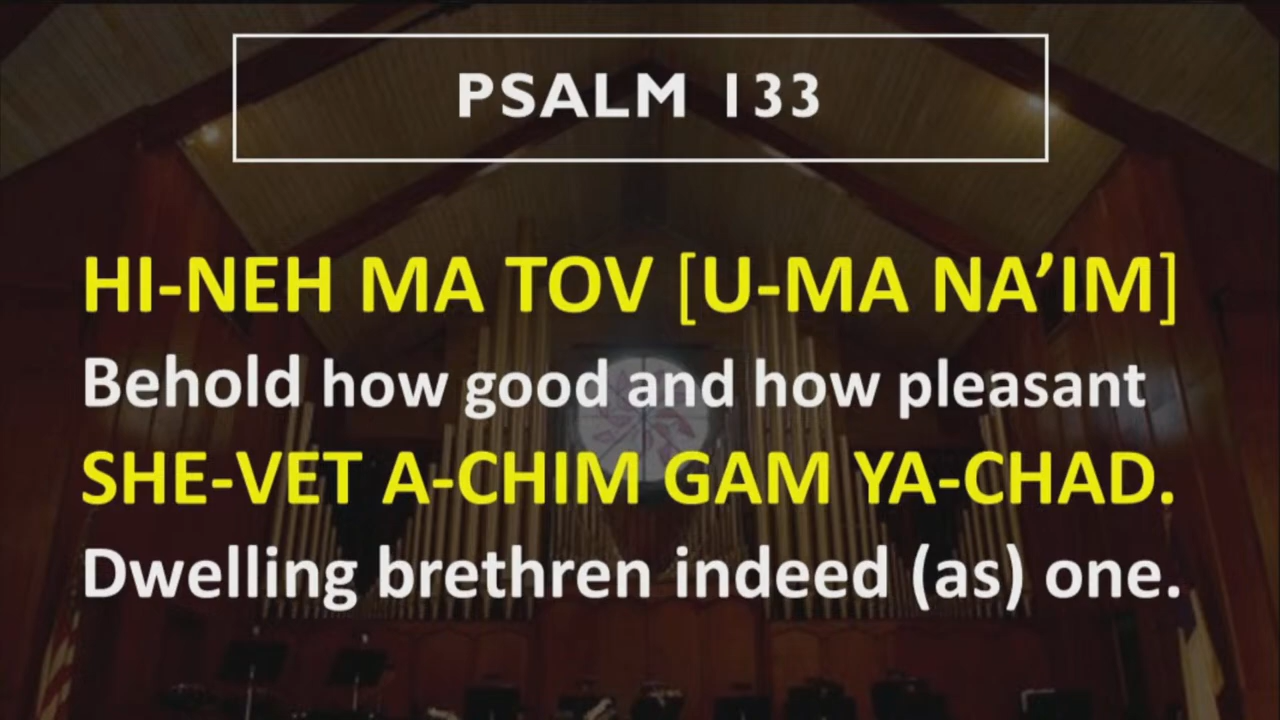 PSALM 133
HI-NEH MA TOV [U-MA NA’IM]
Behold how good and how pleasant
SHE-VET A-CHIM GAM YA-CHAD.
Dwelling brethren indeed (as) one.